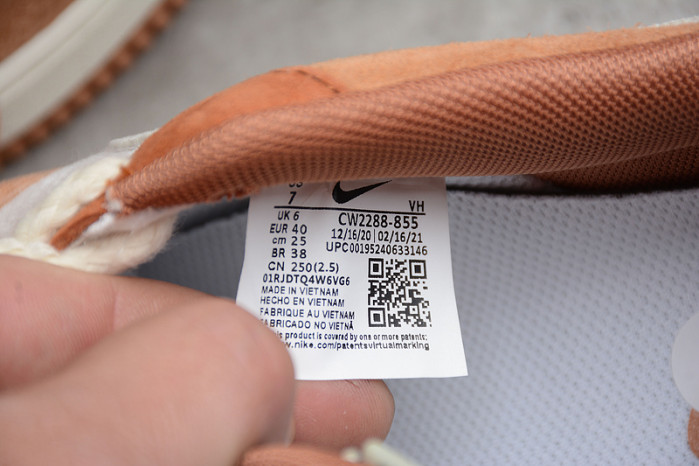 7 VH
UK 6 CW2288-855
EUR 40 12/16/20 02/16/21
cm 25 UPC00195240633146
BR 38
CN 250(2.5)
01RJDTQ4W6VG6
MADE IN VIETNAM
HECHO EN VIETNAM
FABRIQUE AU VIETNAM
FABRICADO NO VIETNÃ
product is covered by one or more patents;
.nike.com/patentsvirtualmarking